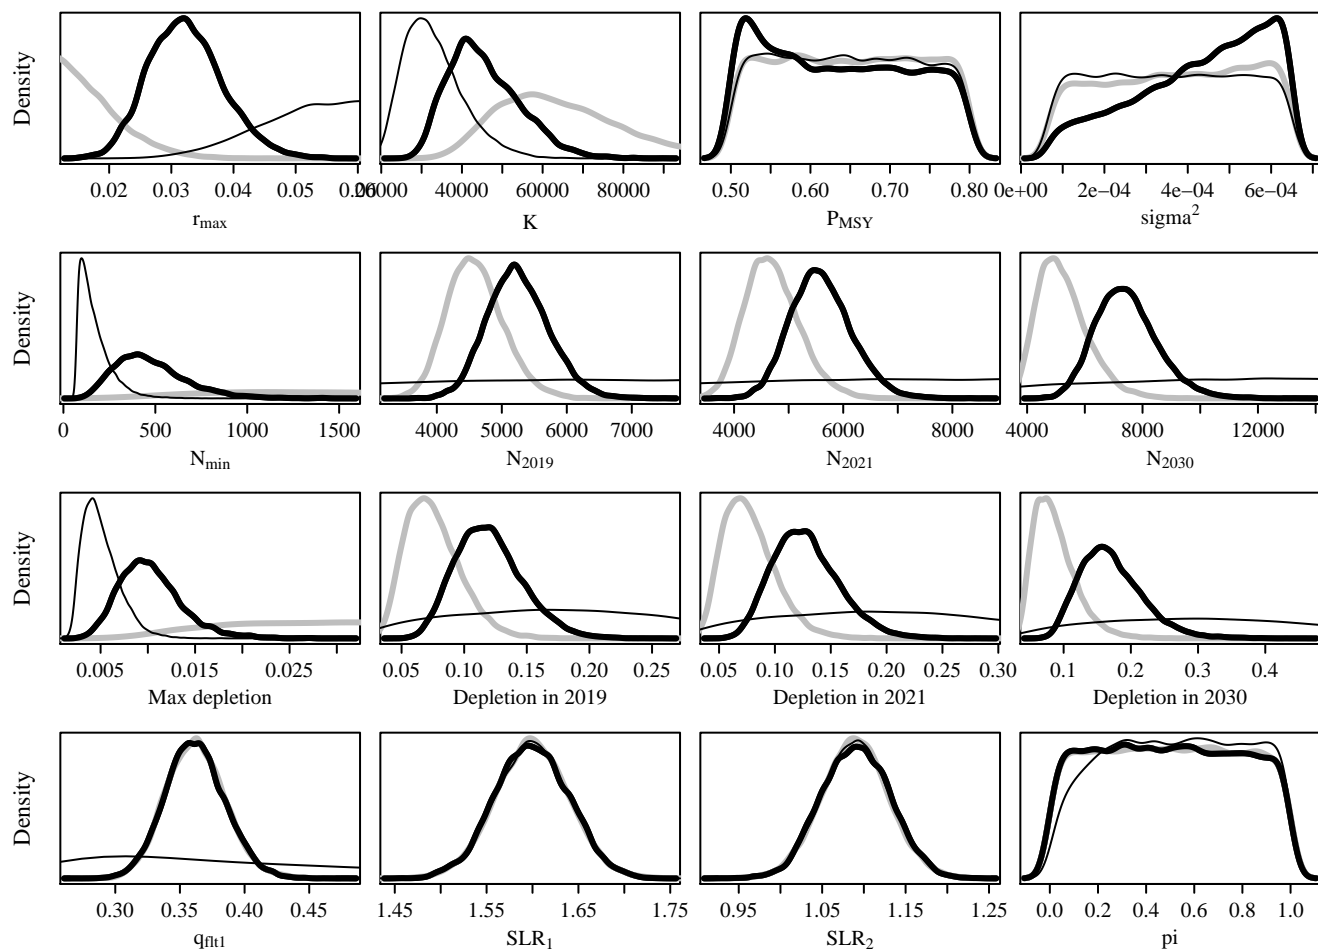 Density
0.02 0.03 0.04 0.05 0.06
r_max
20000 40000 60000 80000
K
0.50 0.60 0.70 0.80
P_MSY
0e+00 2e−04 4e−04 6e−04
sigma²
Density
0 500 1000 1500
N_min
4000 5000 6000 7000
N_2019
4000 6000 8000
N_2021
4000 8000 12000
N_2030
Density
0.005 0.015 0.025
Max depletion
0.05 0.10 0.15 0.20 0.25
Depletion in 2019
0.05 0.10 0.15 0.20 0.25 0.30
Depletion in 2021
0.1 0.2 0.3 0.4
Depletion in 2030
Density
0.30 0.35 0.40 0.45
q_flt1
1.45 1.55 1.65 1.75
SLR_1
0.95 1.05 1.15 1.25
SLR_2
0.0 0.2 0.4 0.6 0.8 1.0
pi